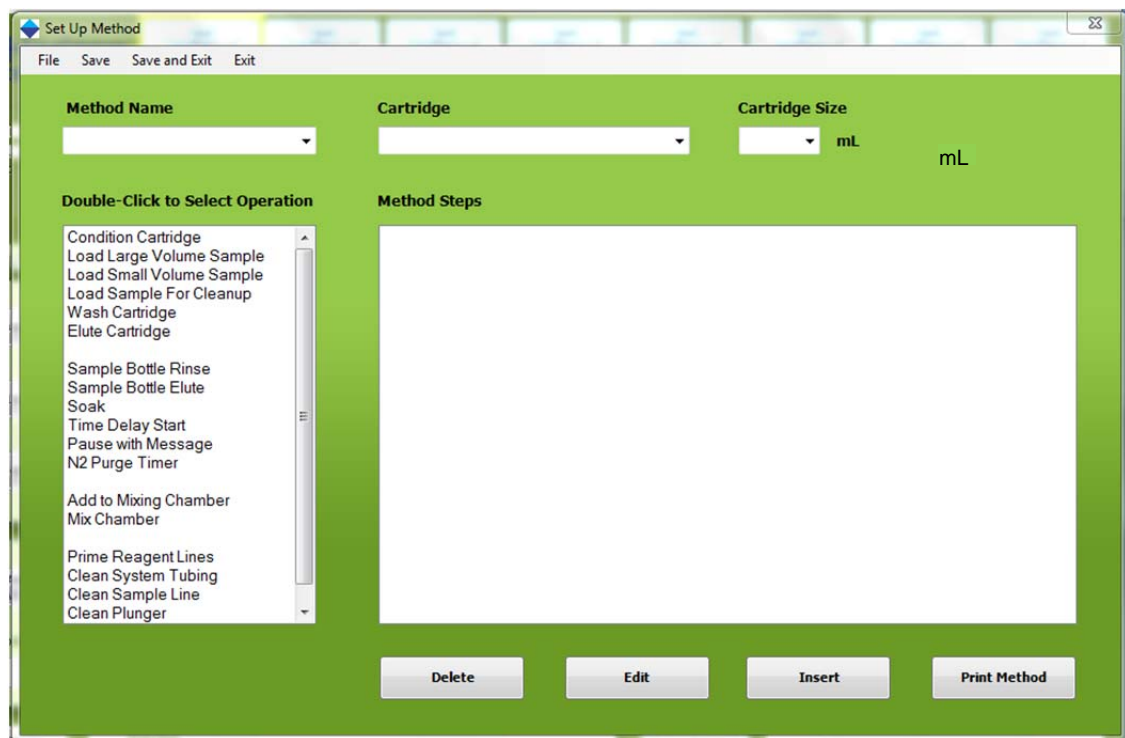 Set Up Method
File Save Save and Exit Exit
Method Name
Cartridge
Cartridge Size
mL
mL
Double-Click to Select Operation
Method Steps
Condition Cartridge
Load Large Volume Sample
Load Small Volume Sample
Load Sample For Cleanup
Wash Cartridge
Elute Cartridge
Sample Bottle Rinse
Sample Bottle Elute
Soak
Time Delay Start
Pause with Message
N2 Purge Timer
Add to Mixing Chamber
Mix Chamber
Prime Reagent Lines
Clean System Tubing
Clean Sample Line
Clean Plunger
Delete
Edit
Insert
Print Method